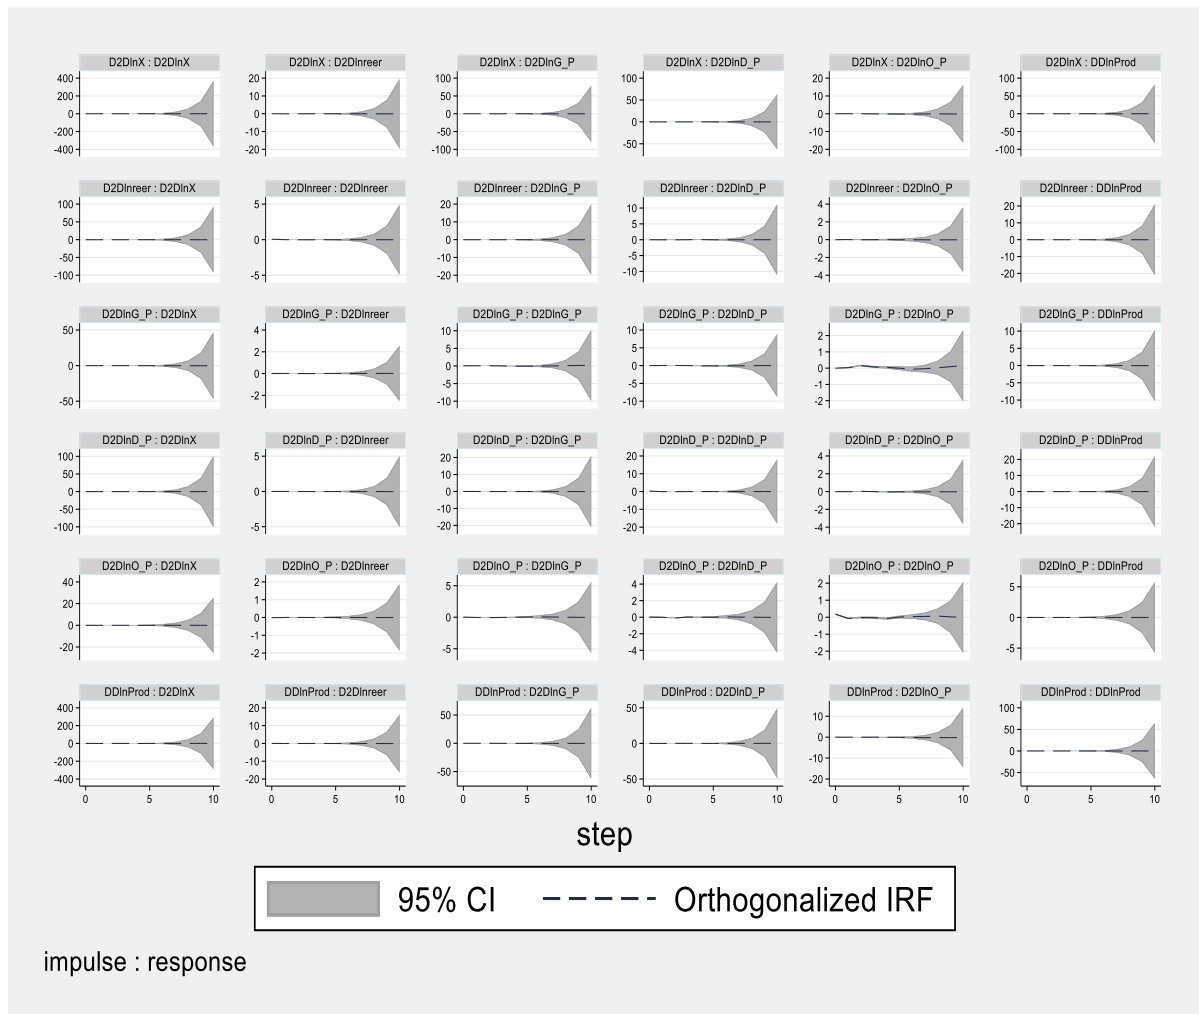 D2DlnX : D2DlnX D2DlnX : D2Dlnreer D2DlnX : D2DlnG_P D2DlnX : D2DlnD_P D2DlnX : D2DlnO_P D2DlnX : DDlnProd
400 20 100 100 20 100
200 10 50 50 10 50
0 0 0 0 0 0
-200 -10 -50 -50 -10 -50
-400 -20 -100 -20 -100
D2Dlnreer : D2DlnX D2Dlnreer : D2Dlnreer D2Dlnreer : D2DlnG_P D2Dlnreer : D2DlnD_P D2Dlnreer : D2DlnO_P D2Dlnreer : DDlnProd
100 5 20 10 4 20
50 10 5 2 10
0 0 0 0 0 0
-50 -10 -5 -2 -10
-100 -5 -20 -10 -4 -20
D2DlnG_P : D2DlnX D2DlnG_P : D2Dlnreer D2DlnG_P : D2DlnG_P D2DlnG_P : D2DlnD_P D2DlnG_P : D2DlnO_P D2DlnG_P : DDlnProd
50 4 10 10 2 10
2 5 5 1 5
0 0 0 0 0 0
-2 -5 -5 -1 -5
-50 -10 -10 -2 -10
D2DlnD_P : D2DlnX D2DlnD_P : D2Dlnreer D2DlnD_P : D2DlnG_P D2DlnD_P : D2DlnD_P D2DlnD_P : D2DlnO_P D2DlnD_P : DDlnProd
100 5 20 20 4 20
50 10 10 2 10
0 0 0 0 0 0
-50 -10 -10 -2 -10
-100 -5 -20 -20 -4 -20
D2DlnO_P : D2DlnX D2DlnO_P : D2Dlnreer D2DlnO_P : D2DlnG_P D2DlnO_P : D2DlnD_P D2DlnO_P : D2DlnO_P D2DlnO_P : DDlnProd
40 2 5 4 2 5
20 1 2 1
0 0 0 0 0 0
-20 -1 -2 -1
-2 -5 -4 -2 -5
DDlnProd : D2DlnX DDlnProd : D2Dlnreer DDlnProd : D2DlnG_P DDlnProd : D2DlnD_P DDlnProd : D2DlnO_P DDlnProd : DDlnProd
400 20 50 50 10 100
200 10 50
0 0 0 0 0 0
-200 -10 -10 -50
-400 -20 -50 -50 -20
0 5 10 0 5 10 0 5 10 0 5 10 0 5 10 0 5 10
step
95% CI Orthogonalized IRF
impulse : response